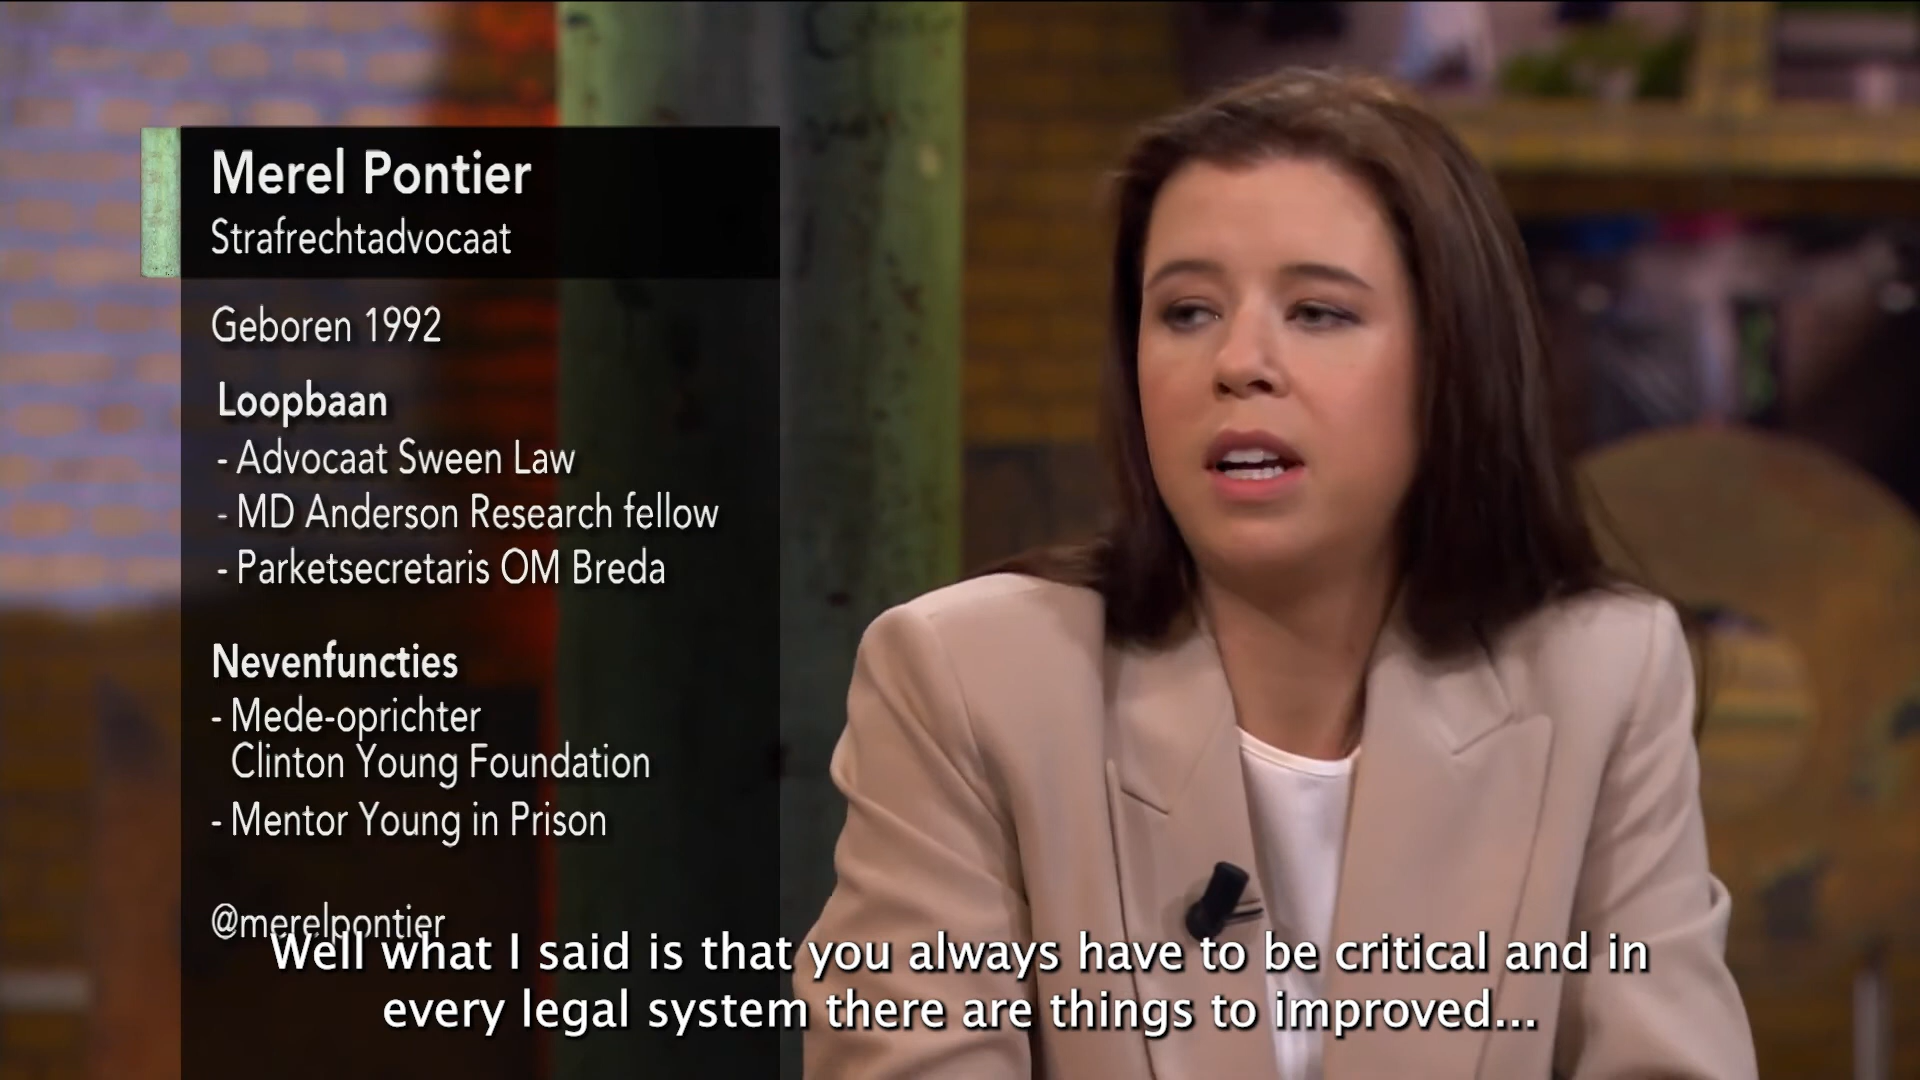 Merel Pontier
Strafrechtadvocaat
Geboren 1992
Loopbaan
- Advocaat Sween Law
- MD Anderson Research fellow
- Parketsecretaris OM Breda
Nevenfuncties
- Mede-oprichter
Clinton Young Foundation
- Mentor Young in Prison
@merelpontier
Well what I said is that you always have to be critical and in
every legal system there are things to improved...